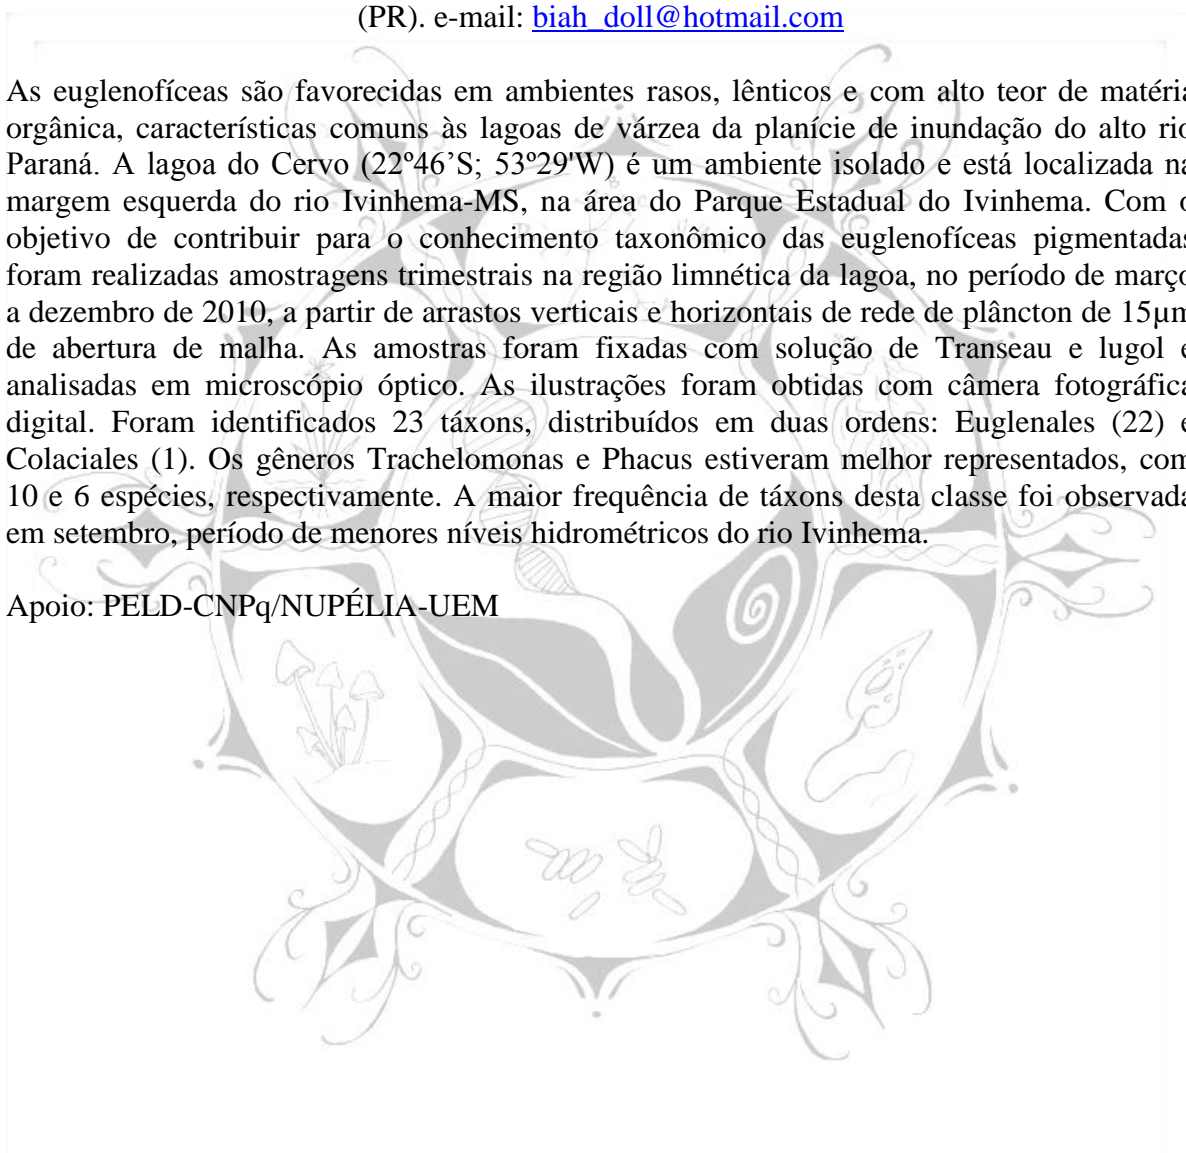 (PR). e-mail: biah_doll@hotmail.com
As euglenofíceas são favorecidas em ambientes rasos, lênticos e com alto teor de matéria
orgânica, características comuns às lagoas de várzea da planície de inundação do alto rio
Paraná. A lagoa do Cervo (22º46’S; 53º29'W) é um ambiente isolado e está localizada na
margem esquerda do rio Ivinhema-MS, na área do Parque Estadual do Ivinhema. Com o
objetivo de contribuir para o conhecimento taxonômico das euglenofíceas pigmentadas
foram realizadas amostragens trimestrais na região limnética da lagoa, no período de março
a dezembro de 2010, a partir de arrastos verticais e horizontais de rede de plâncton de 15µm
de abertura de malha. As amostras foram fixadas com solução de Transeau e lugol e
analisadas em microscópio óptico. As ilustrações foram obtidas com câmera fotográfica
digital. Foram identificados 23 táxons, distribuídos em duas ordens: Euglenales (22) e
Colaciales (1). Os gêneros Trachelomonas e Phacus estiveram melhor representados, com
10 e 6 espécies, respectivamente. A maior frequência de táxons desta classe foi observada
em setembro, período de menores níveis hidrométricos do rio Ivinhema.
Apoio: PELD-CNPq/NUPÉLIA-UEM